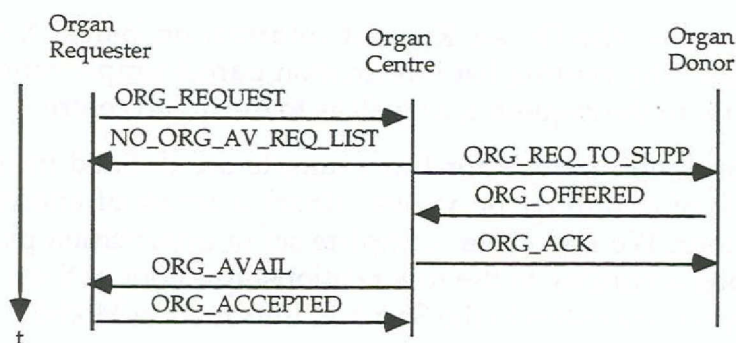 Organ
Requester
Organ
Centre
Organ
Donor
ORG_REQUEST
NO_ORG_AV_REQ_LIST
ORG_REQ_TO_SUPP
ORG_OFFERED
ORG_ACK
ORG_AVAIL
ORG_ACCEPTED
t